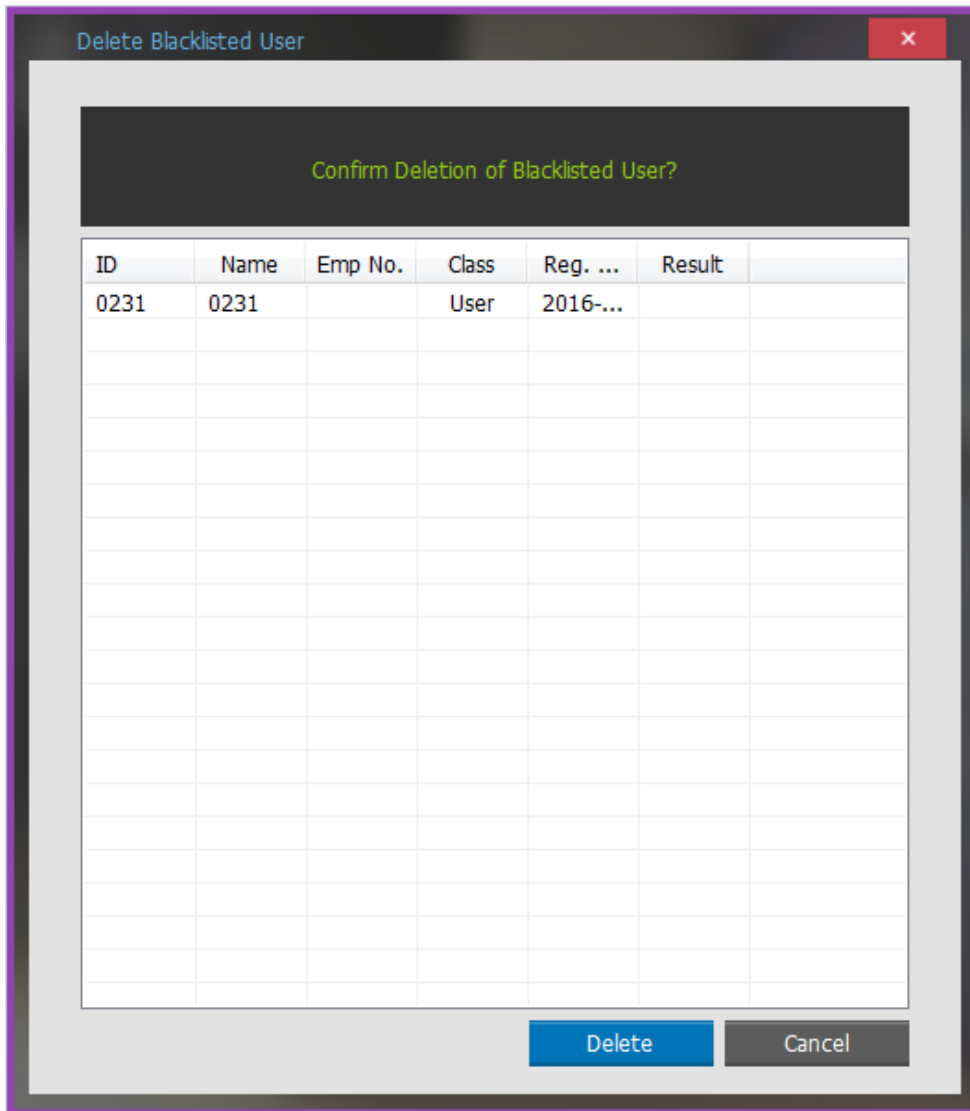 Delete Blacklisted User
Confirm Deletion of Blacklisted User?
ID Name Emp No. Class Reg. ... Result
0231 0231 User 2016-...
Delete Cancel